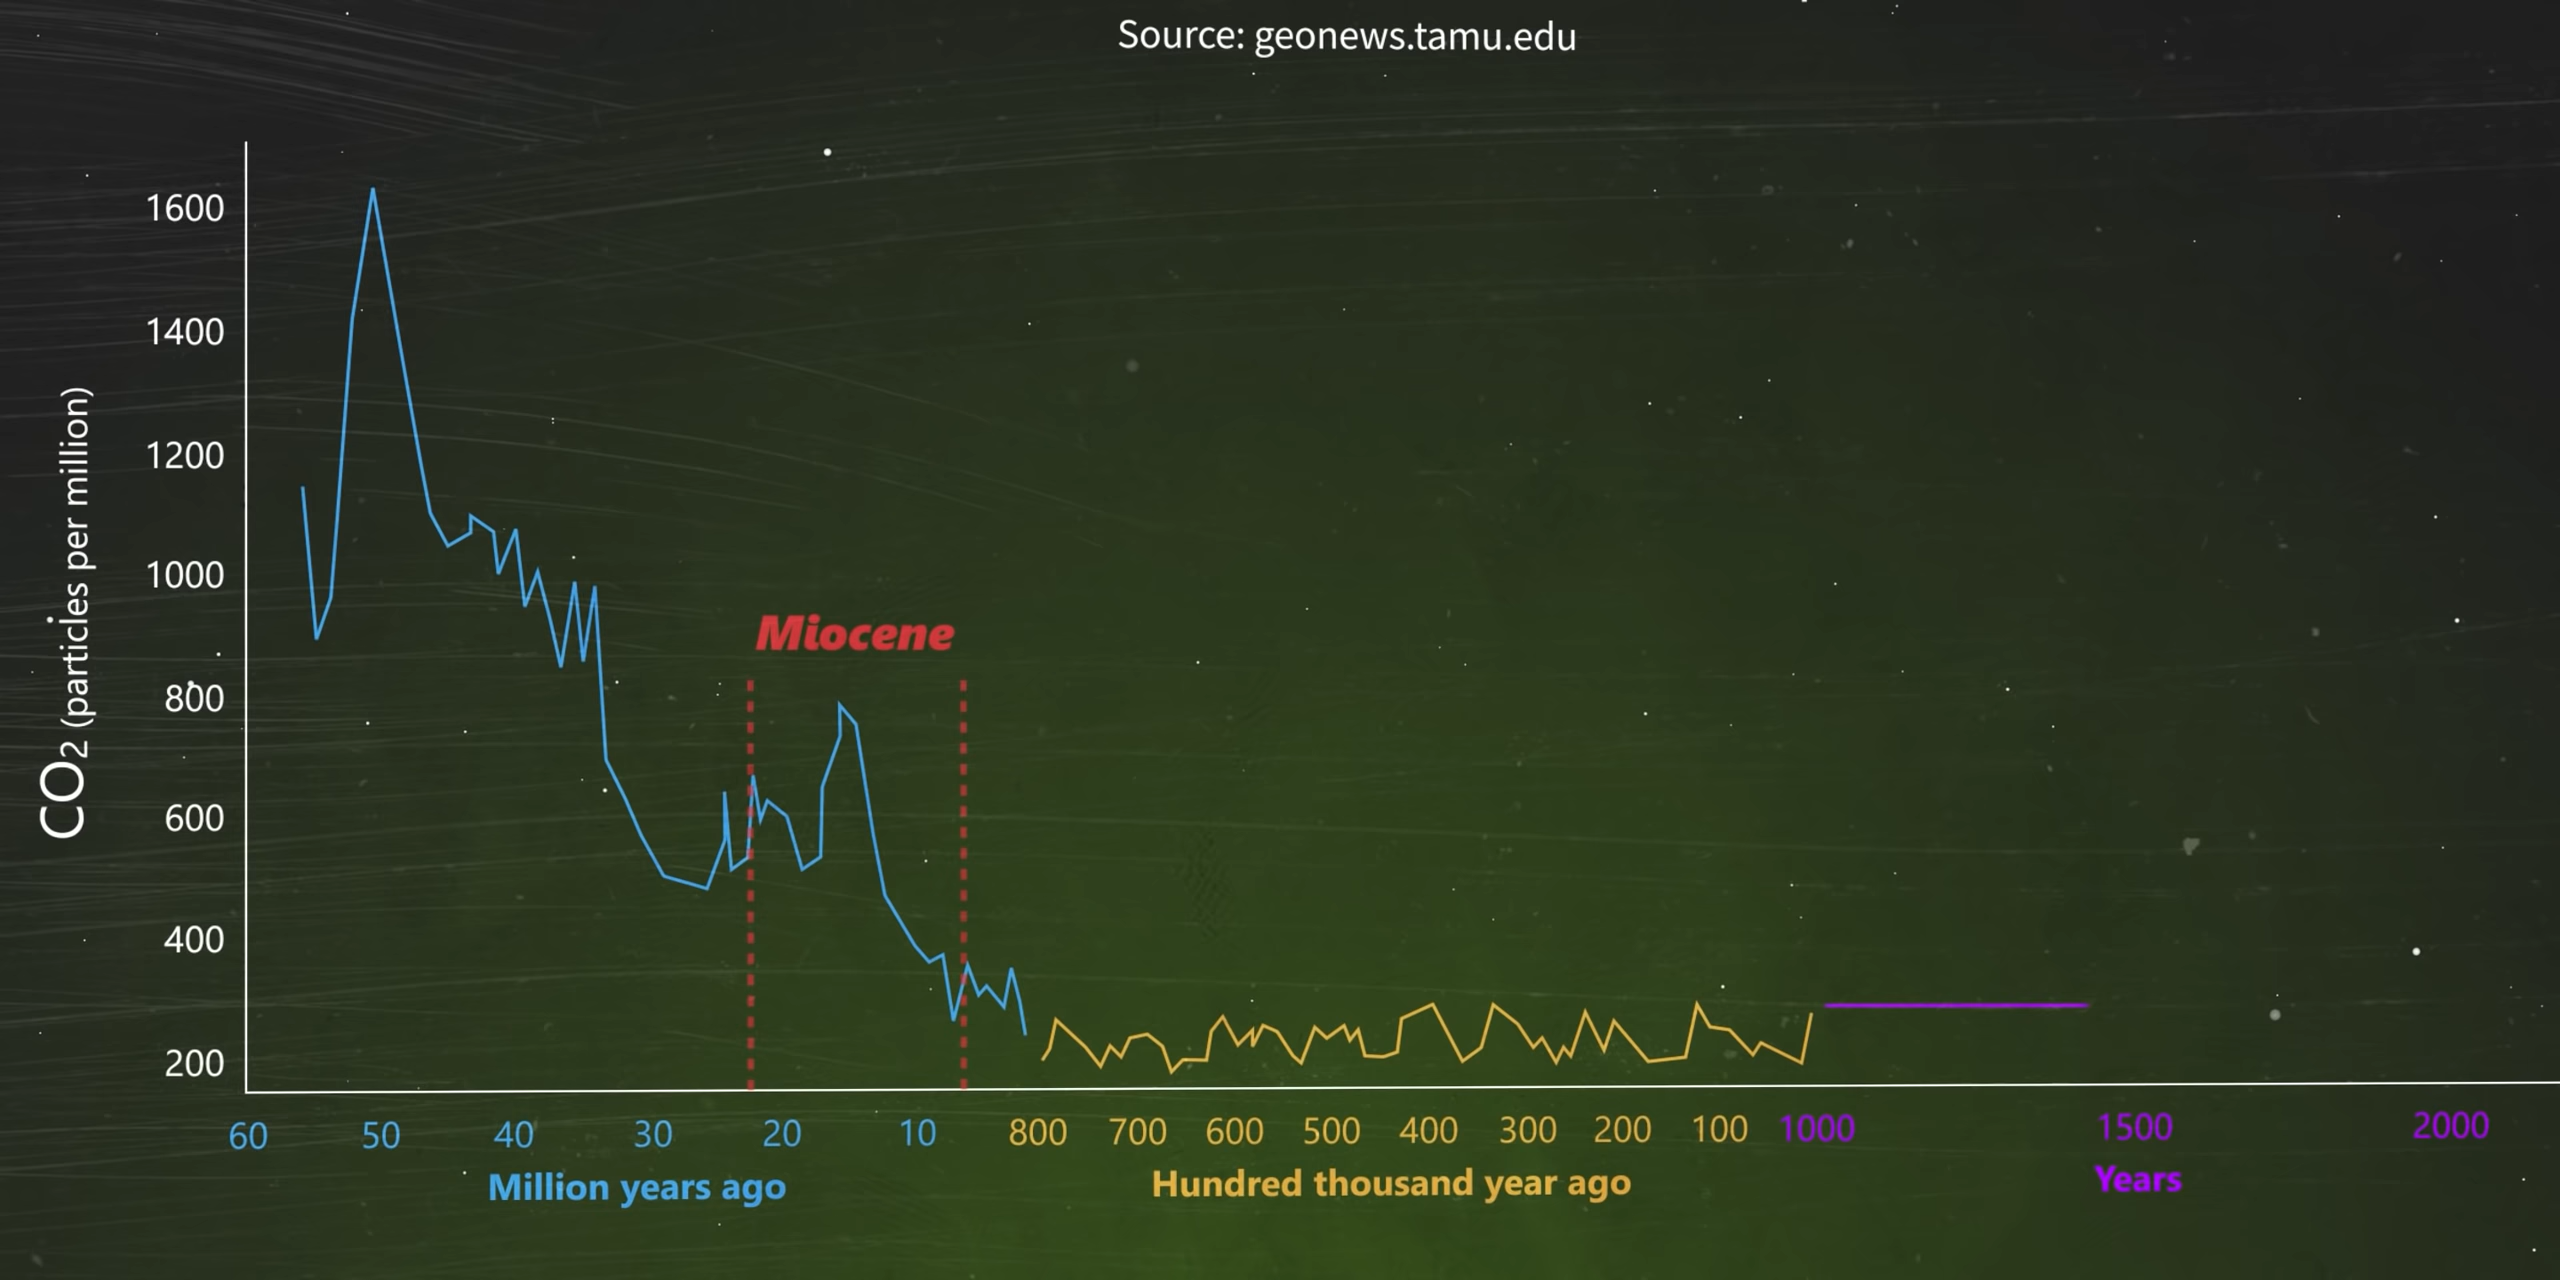 Source: geonews.tamu.edu
CO2 (particles per million)
1600
1400
1200
1000
800
600
400
200
Miocene
60 50 40 30 20 10 800 700 600 500 400 300 200 100 1000 1500 2000
Million years ago
Hundred thousand year ago
Years